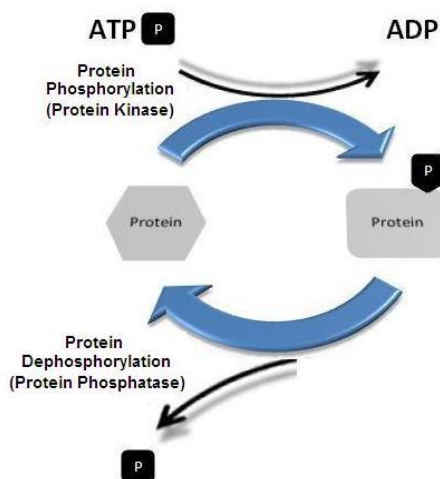 ATP P ADP
Protein
Phosphorylation
(Protein Kinase)
P
Protein
Protein
Protein
Dephosphorylation
(Protein Phosphatase)
P